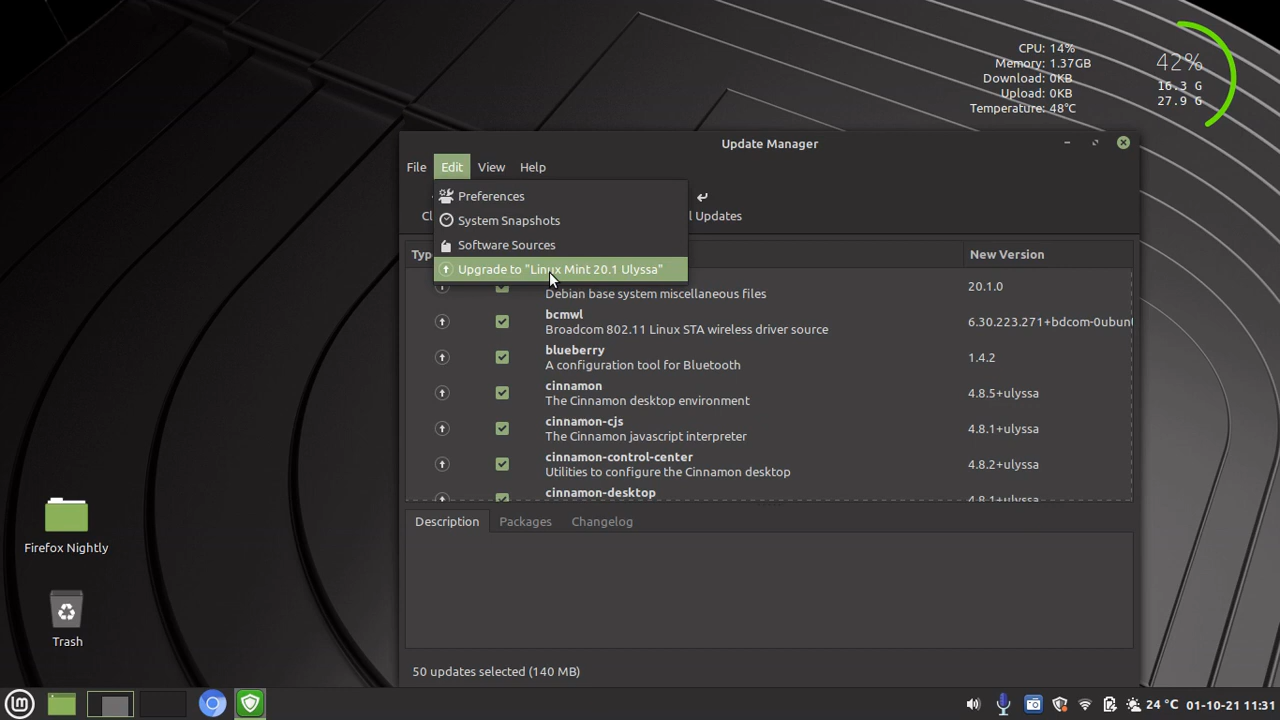 CPU: 14%
Memory: 1.37GB
Download: 0KB
Upload: 0KB
Temperature: 48°C
42%
16.3 G
27.9 G
Update Manager
File Edit View Help
Preferences
System Snapshots
Software Sources
Upgrade to "Linux Mint 20.1 Ulyssa"
Updates
New Version
Debian base system miscellaneous files
20.1.0
bcmwl
Broadcom 802.11 Linux STA wireless driver source
6.30.223.271+bdcom-0ubun
blueberry
A configuration tool for Bluetooth
1.4.2
cinnamon
The Cinnamon desktop environment
4.8.5+ulyssa
cinnamon-cjs
The Cinnamon javascript interpreter
4.8.1+ulyssa
cinnamon-control-center
Utilities to configure the Cinnamon desktop
4.8.2+ulyssa
cinnamon-desktop
4.8.1+ulyssa
Description Packages Changelog
50 updates selected (140 MB)
Firefox Nightly
Trash
lm
24 °C 01-10-21 11:31